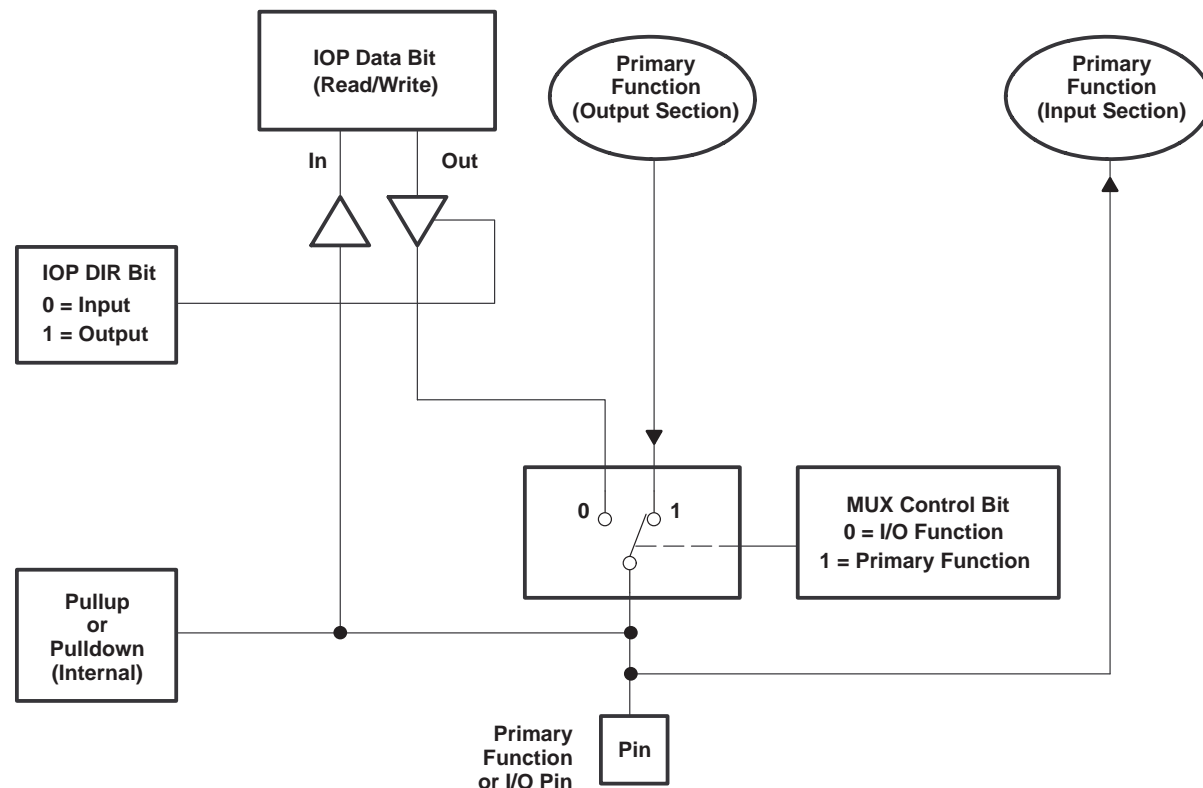 IOP Data Bit
(Read/Write)
Primary
Function
(Output Section)
Primary
Function
(Input Section)
In
Out
IOP DIR Bit
0 = Input
1 = Output
0
1
MUX Control Bit
0 = I/O Function
1 = Primary Function
Pullup
or
Pulldown
(Internal)
Primary
Function
or I/O Pin
Pin